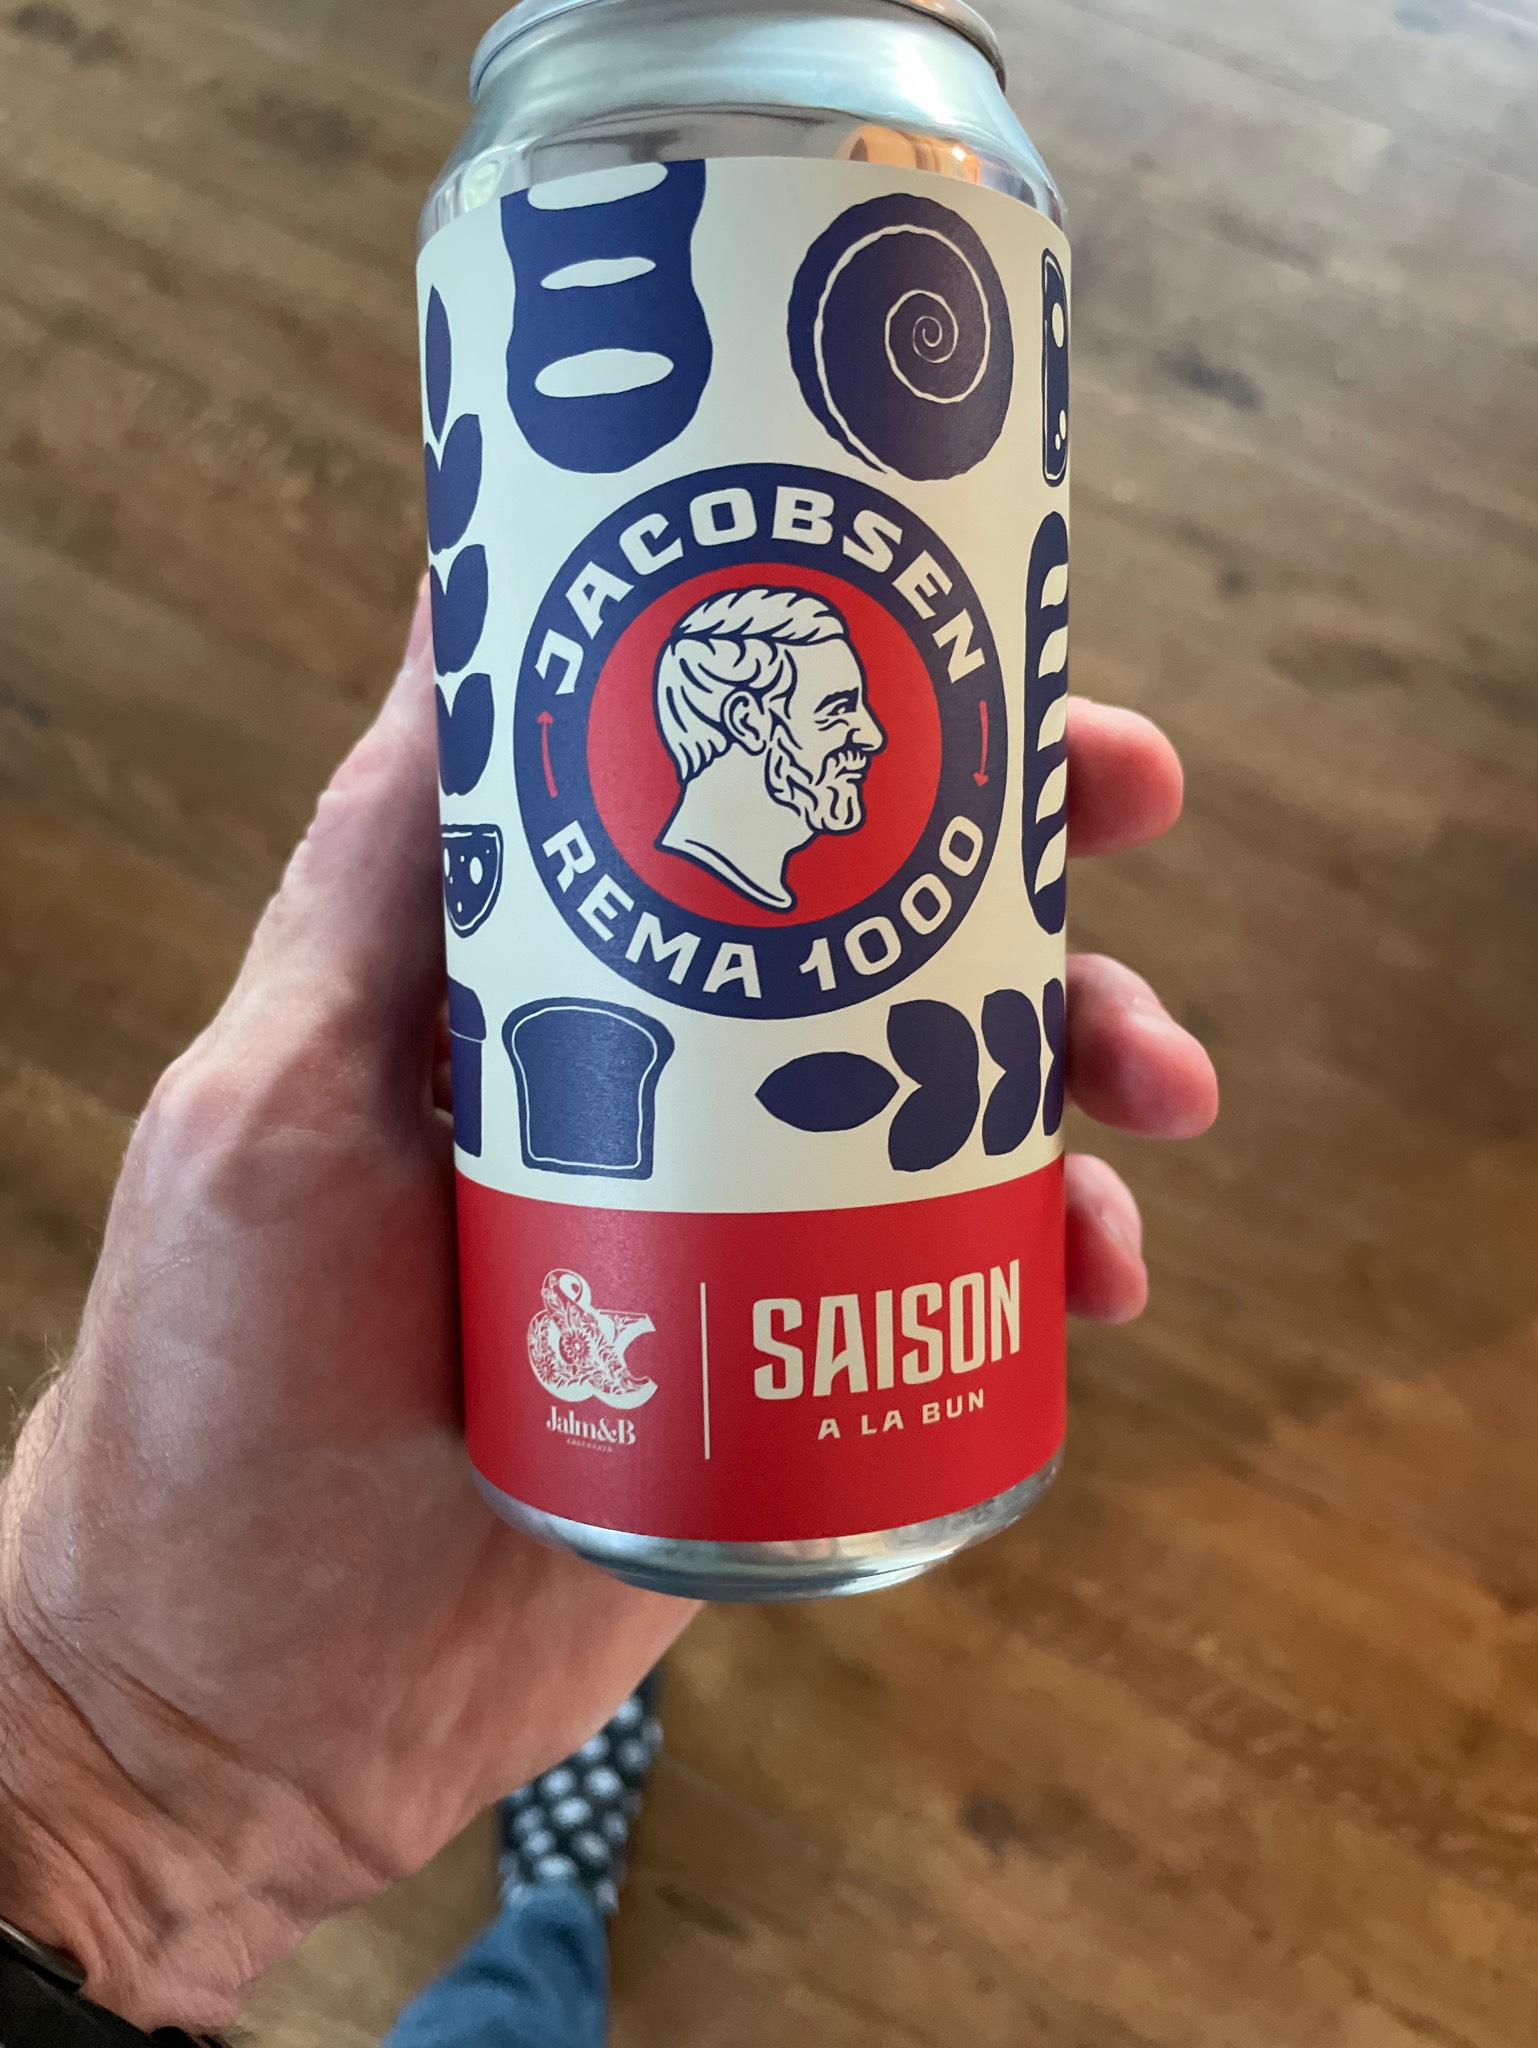 JACOBSEN
REMA 1000
&
Jalm&B
SAISON
A LA BUN